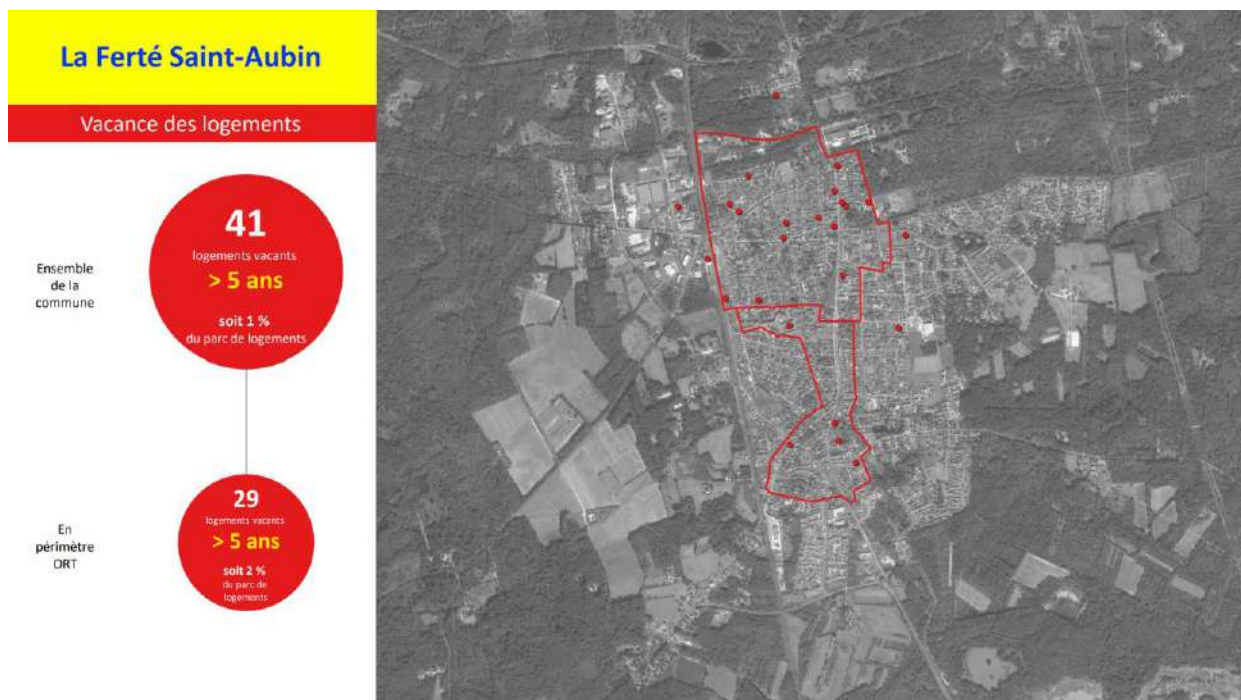 La Ferté Saint-Aubin
Vacance des logements
Ensemble
de la
commune
41
logements vacants
> 5 ans
soit 1 %
du parc de logements
En
périmètre
ORT
29
logements vacants
> 5 ans
soit 2 %
du parc de
logements